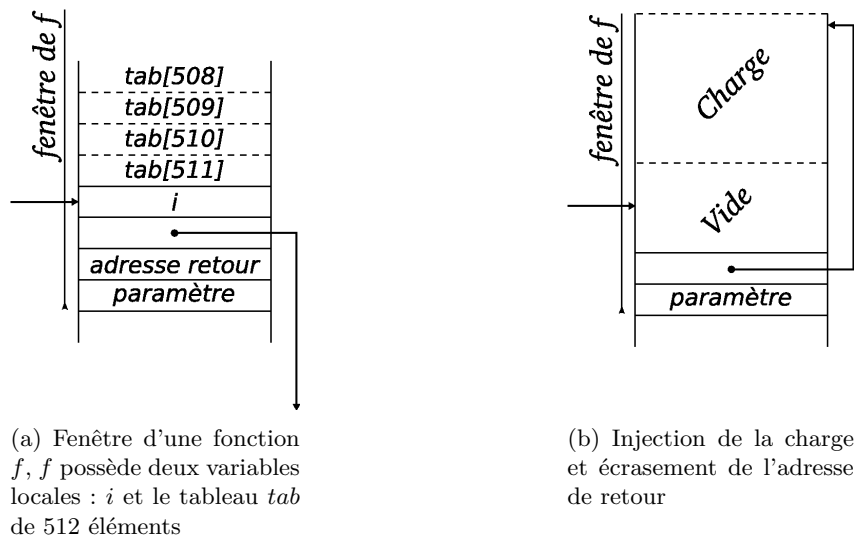 fenêtre de f
tab[508]
tab[509]
tab[510]
tab[511]
i
adresse retour
paramètre
(a) Fenêtre d'une fonction
f, f possède deux variables
locales : i et le tableau tab
de 512 éléments
fenêtre de f
Charge
Vide
paramètre
(b) Injection de la charge
et écrasement de l'adresse
de retour